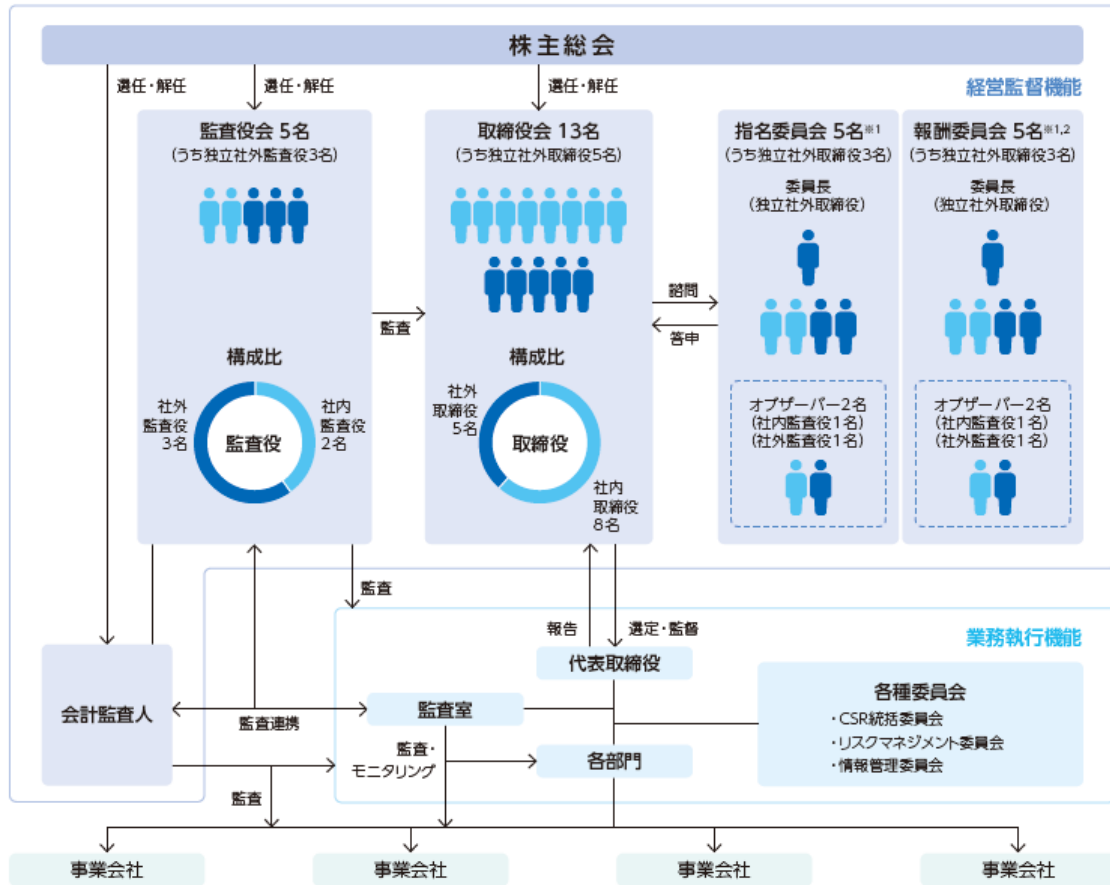 株主総会
選任・解任
選任・解任
選任・解任
経営監督機能
監査役会 5名
(うち独立社外監査役3名)
取締役会 13名
(うち独立社外取締役5名)
指名委員会 5名※1
(うち独立社外取締役3名)
委員長
(独立社外取締役)
報酬委員会 5名※1,2
(うち独立社外取締役3名)
委員長
(独立社外取締役)
監査
諮問
答申
構成比
社外
監査役
3名
監査役
社内
監査役
2名
構成比
社外
取締役
5名
取締役
社内
取締役
8名
オブザーバー2名
(社内監査役1名)
(社外監査役1名)
オブザーバー2名
(社内監査役1名)
(社外監査役1名)
監査
報告
選定・監督
業務執行機能
代表取締役
会計監査人
監査連携
監査室
各種委員会
・CSR統括委員会
・リスクマネジメント委員会
・情報管理委員会
監査・
モニタリング
各部門
監査
事業会社
事業会社
事業会社
事業会社